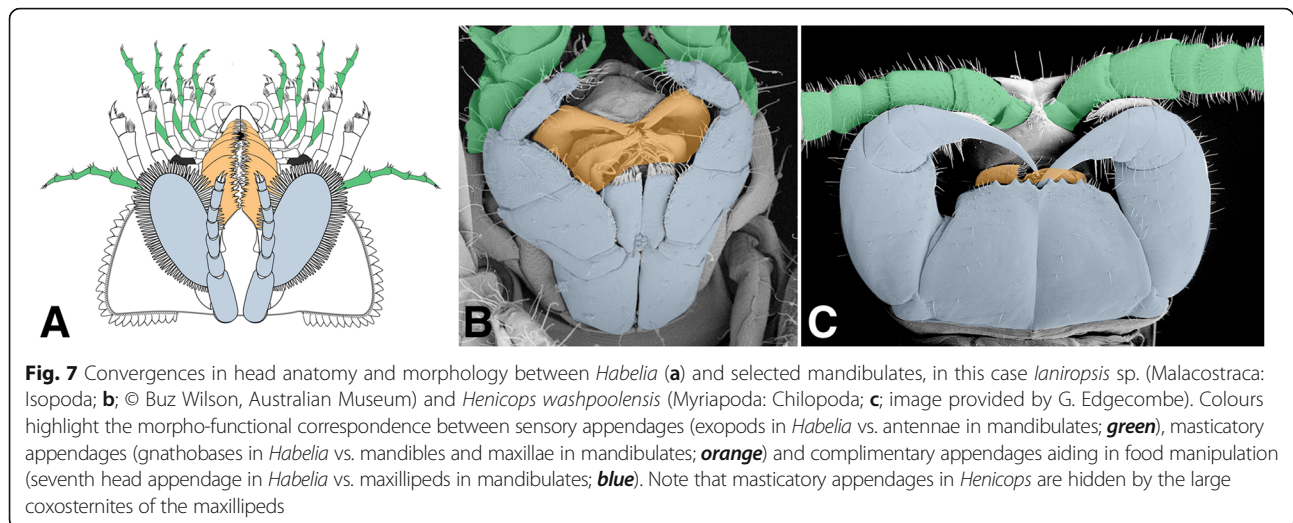 A
B
C
Fig. 7 Convergences in head anatomy and morphology between Habelia (a) and selected mandibulates, in this case Ianiropsis sp. (Malacostraca:
Isopoda; b; © Buz Wilson, Australian Museum) and Henicops washpoolensis (Myriapoda: Chilopoda; c; image provided by G. Edgecombe). Colours
highlight the morpho-functional correspondence between sensory appendages (exopods in Habelia vs. antennae in mandibulates; green), masticatory
appendages (gnathobases in Habelia vs. mandibles and maxillae in mandibulates; orange) and complimentary appendages aiding in food manipulation
(seventh head appendage in Habelia vs. maxillipeds in mandibulates; blue). Note that masticatory appendages in Henicops are hidden by the large
coxosternites of the maxillipeds